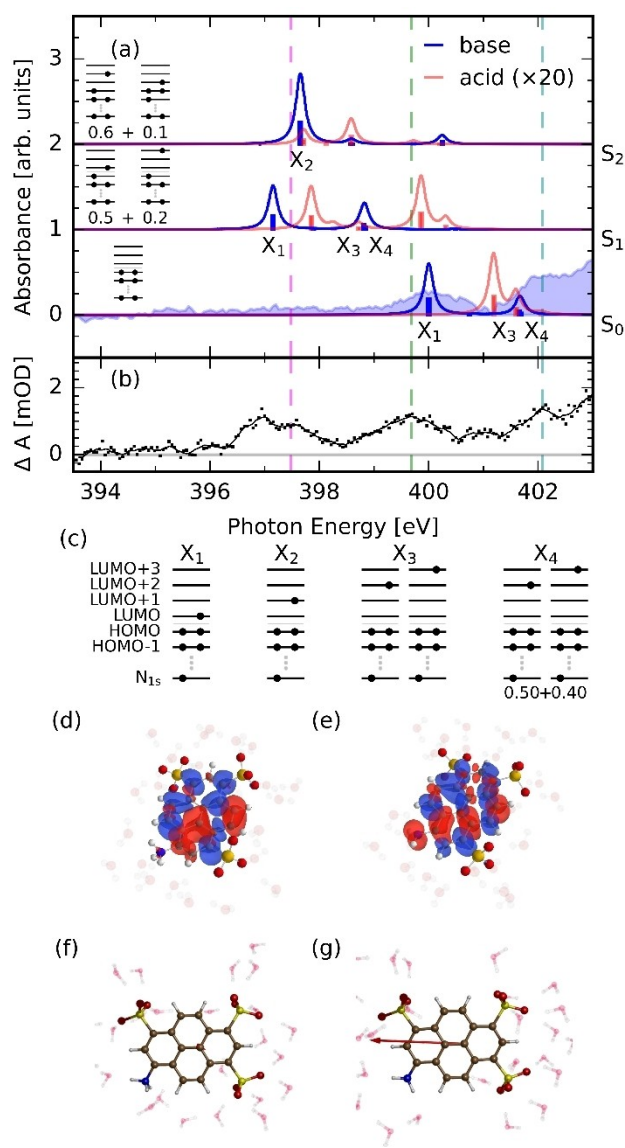 (a)
base
acid (×20)
3
2
1
0
Absorbance [arb. units]
0.6 + 0.1
0.5 + 0.2
X₂
S₂
X₁
X₃
X₄
S₁
X₁
X₃
X₄
S₀
(b)
Δ A [mOD]
2
0
394
396
398
400
402
Photon Energy [eV]
(c)
X₁
X₂
X₃
X₄
LUMO+3
LUMO+2
LUMO+1
LUMO
HOMO
HOMO-1
N₁ₛ
0.50+0.40
(d)
(e)
(f)
(g)